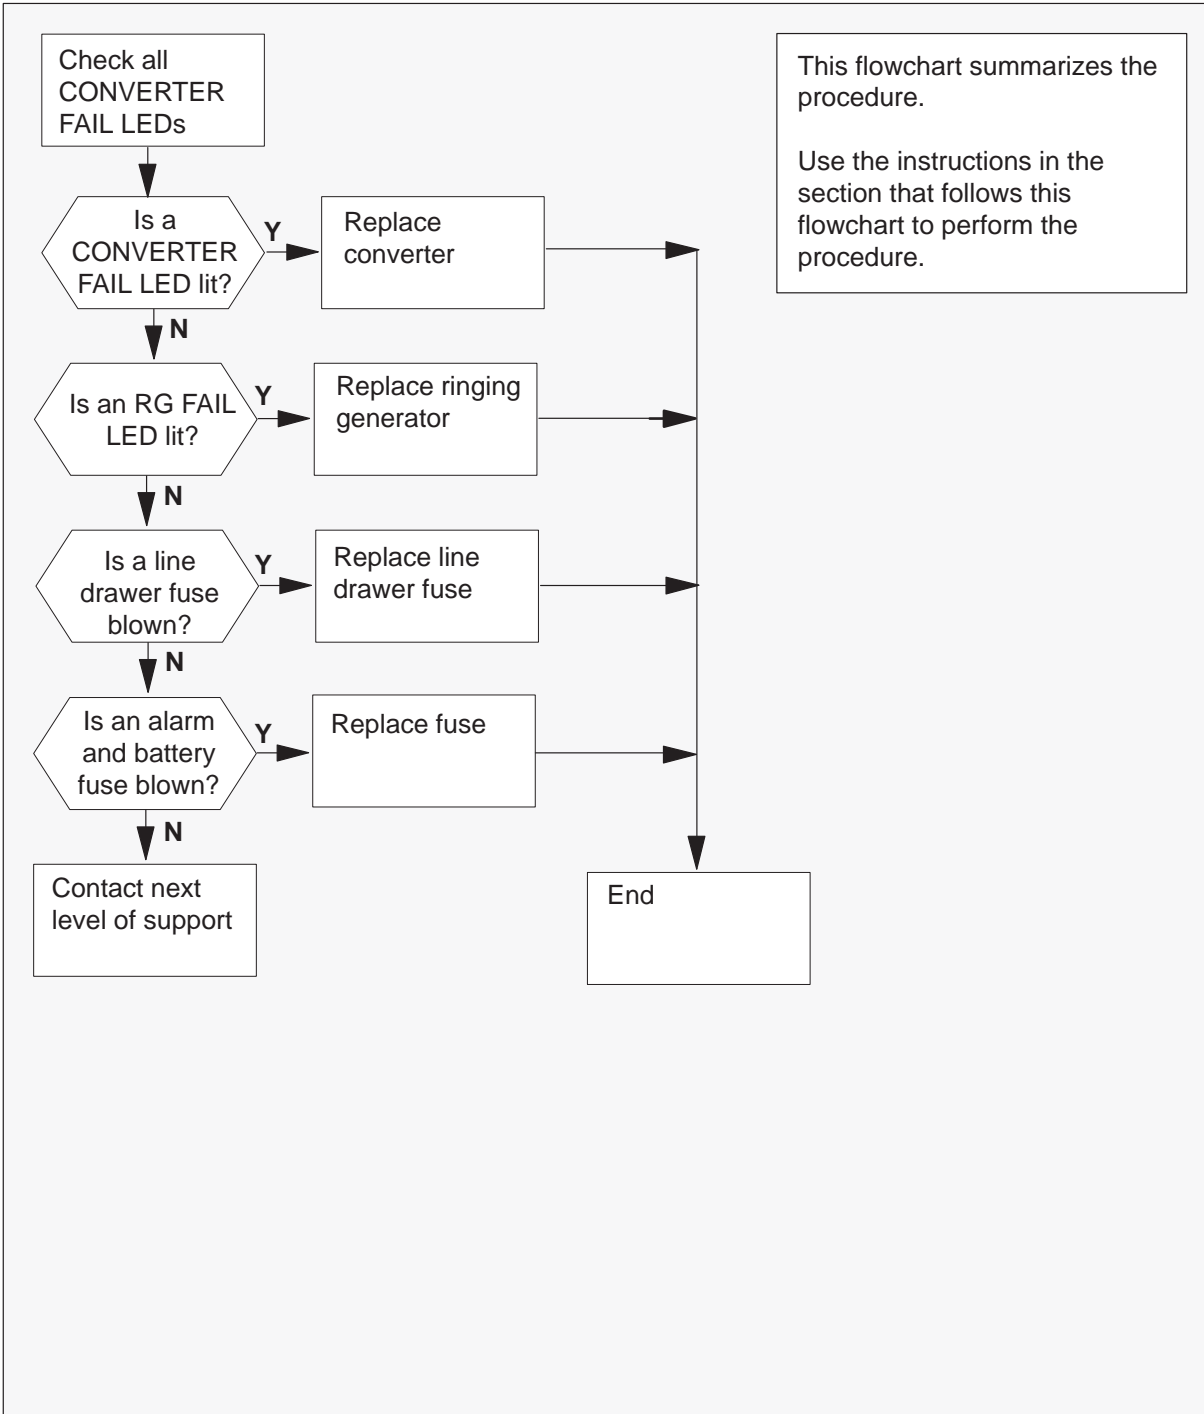 Check all
CONVERTER
FAIL LEDs
This flowchart summarizes the
procedure.
Use the instructions in the
section that follows this
flowchart to perform the
procedure.
Is a
CONVERTER
FAIL LED lit?
Y
Replace
converter
N
Is an RG FAIL
LED lit?
Y
Replace ringing
generator
N
Is a line
drawer fuse
blown?
Y
Replace line
drawer fuse
N
Is an alarm
and battery
fuse blown?
Y
Replace fuse
N
Contact next
level of support
End